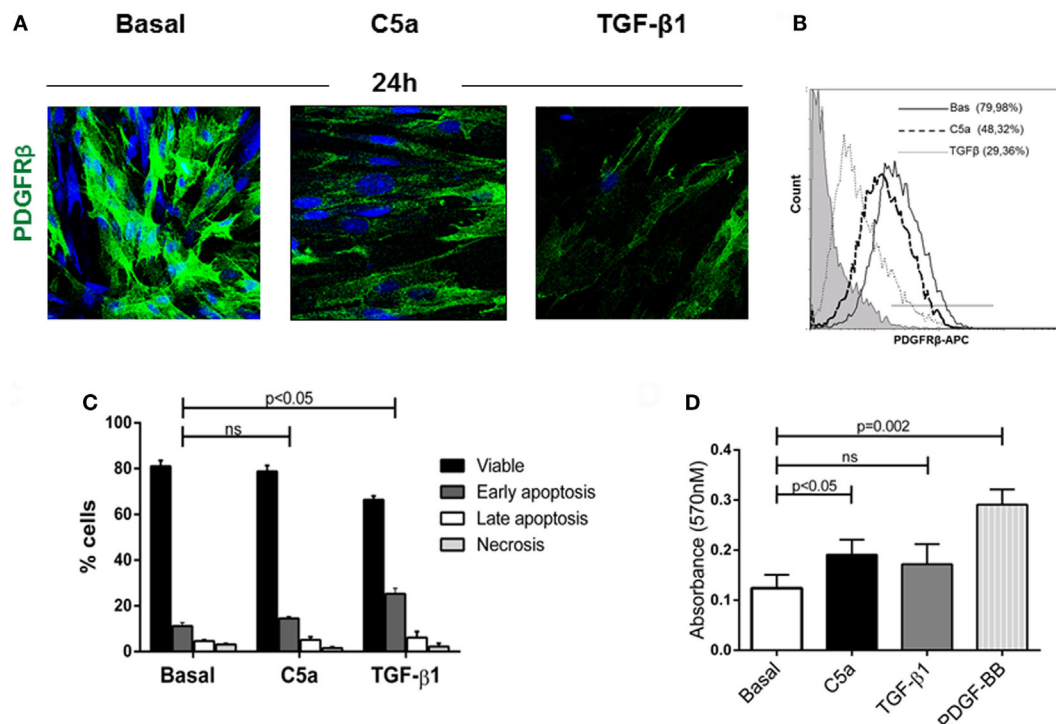 A
Basal
C5a
TGF-β1
24h
PDGFRβ
B
Bas (79,98%)
C5a (48,32%)
TGFβ (29,36%)
Count
PDGFRβ-APC
C
p<0.05
ns
100
80
60
40
20
0
% cells
Viable
Early apoptosis
Late apoptosis
Necrosis
Basal
C5a
TGF-β1
D
p=0.002
ns
p<0.05
0.3
0.2
0.1
0.0
Absorbance (570nM)
Basal
C5a
TGF-β1
PDGF-BB